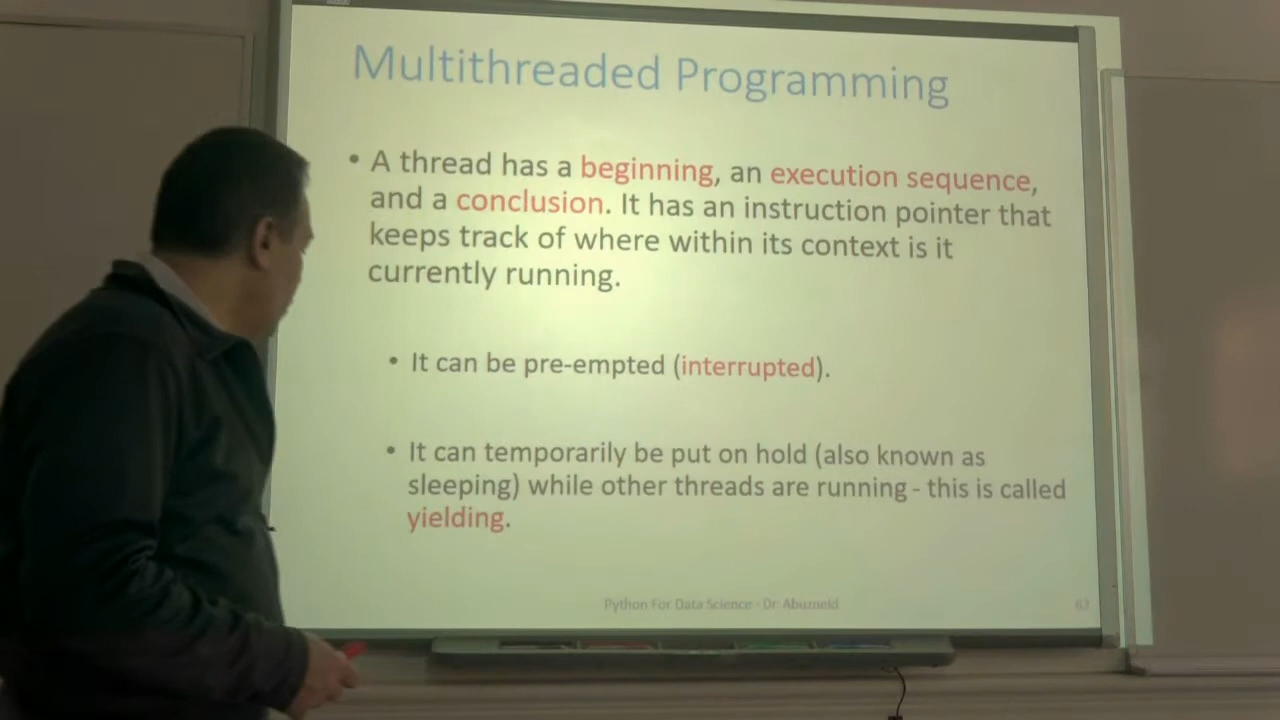 Multithreaded Programming
• A thread has a beginning, an execution sequence,
and a conclusion. It has an instruction pointer that
keeps track of where within its context is it
currently running.
• It can be pre-empted (interrupted).
• It can temporarily be put on hold (also known as
sleeping) while other threads are running - this is called
yielding.
Python For Data Science - Dr. Abuzneid